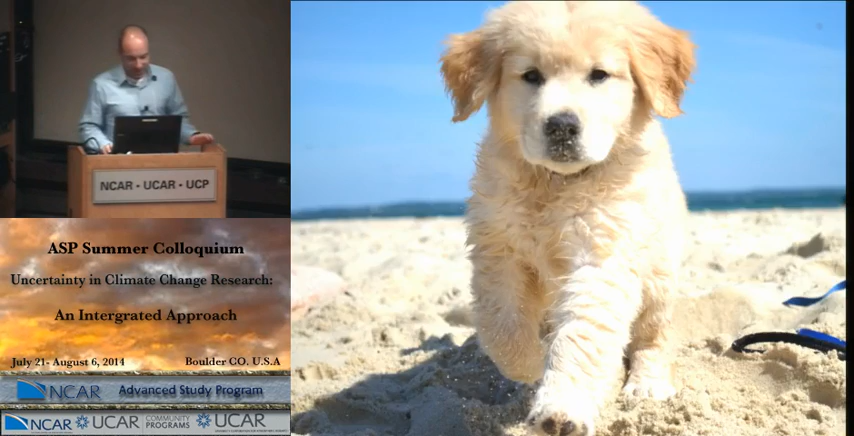 NCAR - UCAR - UCP
ASP Summer Colloquium
Uncertainty in Climate Change Research:
An Intergrated Approach
July 21- August 6, 2014 Boulder CO. U.S.A
NCAR Advanced Study Program
NCAR UCAR COMMUNITY PROGRAMS UCAR